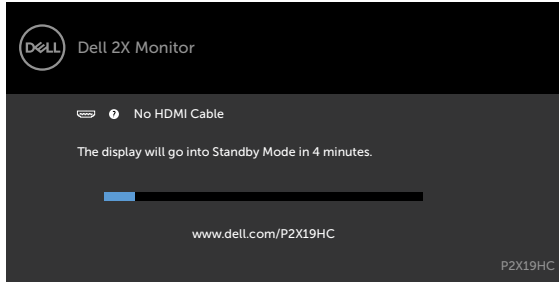 DELL
Dell 2X Monitor
? No HDMI Cable
The display will go into Standby Mode in 4 minutes.
www.dell.com/P2X19HC
P2X19HC